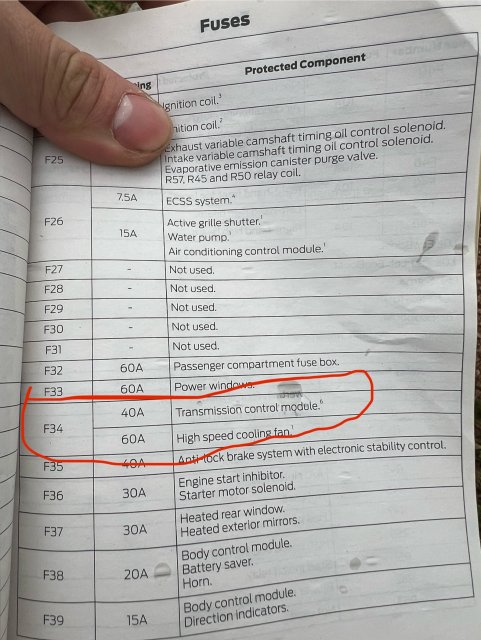 Fuses
ing Protected Component
Ignition coil.³
nition coil.²
F25 Exhaust variable camshaft timing oil control solenoid.
Intake variable camshaft timing oil control solenoid.
Evaporative emission canister purge valve.
R57, R45 and R50 relay coil.
F26 7.5A ECSS system.⁴
15A Active grille shutter.¹
Water pump.¹
Air conditioning control module.¹
F27 - Not used.
F28 - Not used.
F29 - Not used.
F30 - Not used.
F31 - Not used.
F32 60A Passenger compartment fuse box.
F33 60A Power windows.
F34 40A Transmission control module.⁶
60A High speed cooling fan.¹
F35 40A Anti-lock brake system with electronic stability control.
F36 30A Engine start inhibitor.
Starter motor solenoid.
F37 30A Heated rear window.
Heated exterior mirrors.
F38 20A Body control module.
Battery saver.
Horn.
F39 15A Body control module.
Direction indicators.